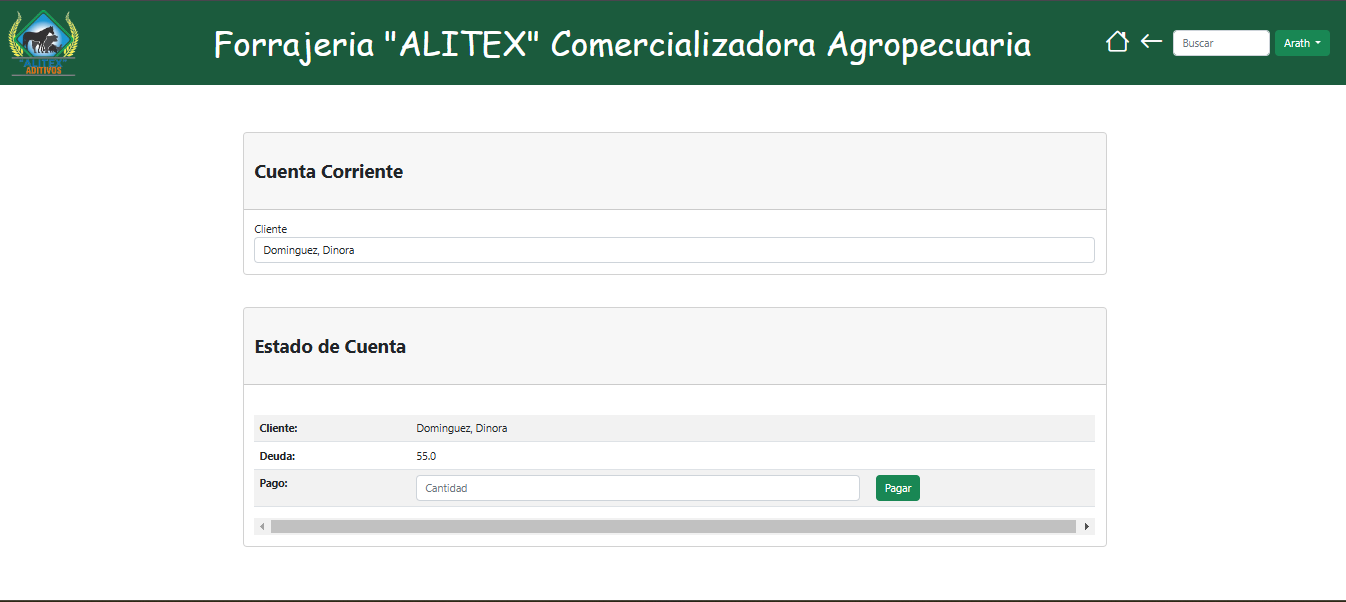 "ALITEX"
ADITIVOS
Forrajeria "ALITEX" Comercializadora Agropecuaria
Buscar
Arath
Cuenta Corriente
Cliente
Dominguez, Dinora
Estado de Cuenta
Cliente: Dominguez, Dinora
Deuda: 55.0
Pago: Cantidad Pagar